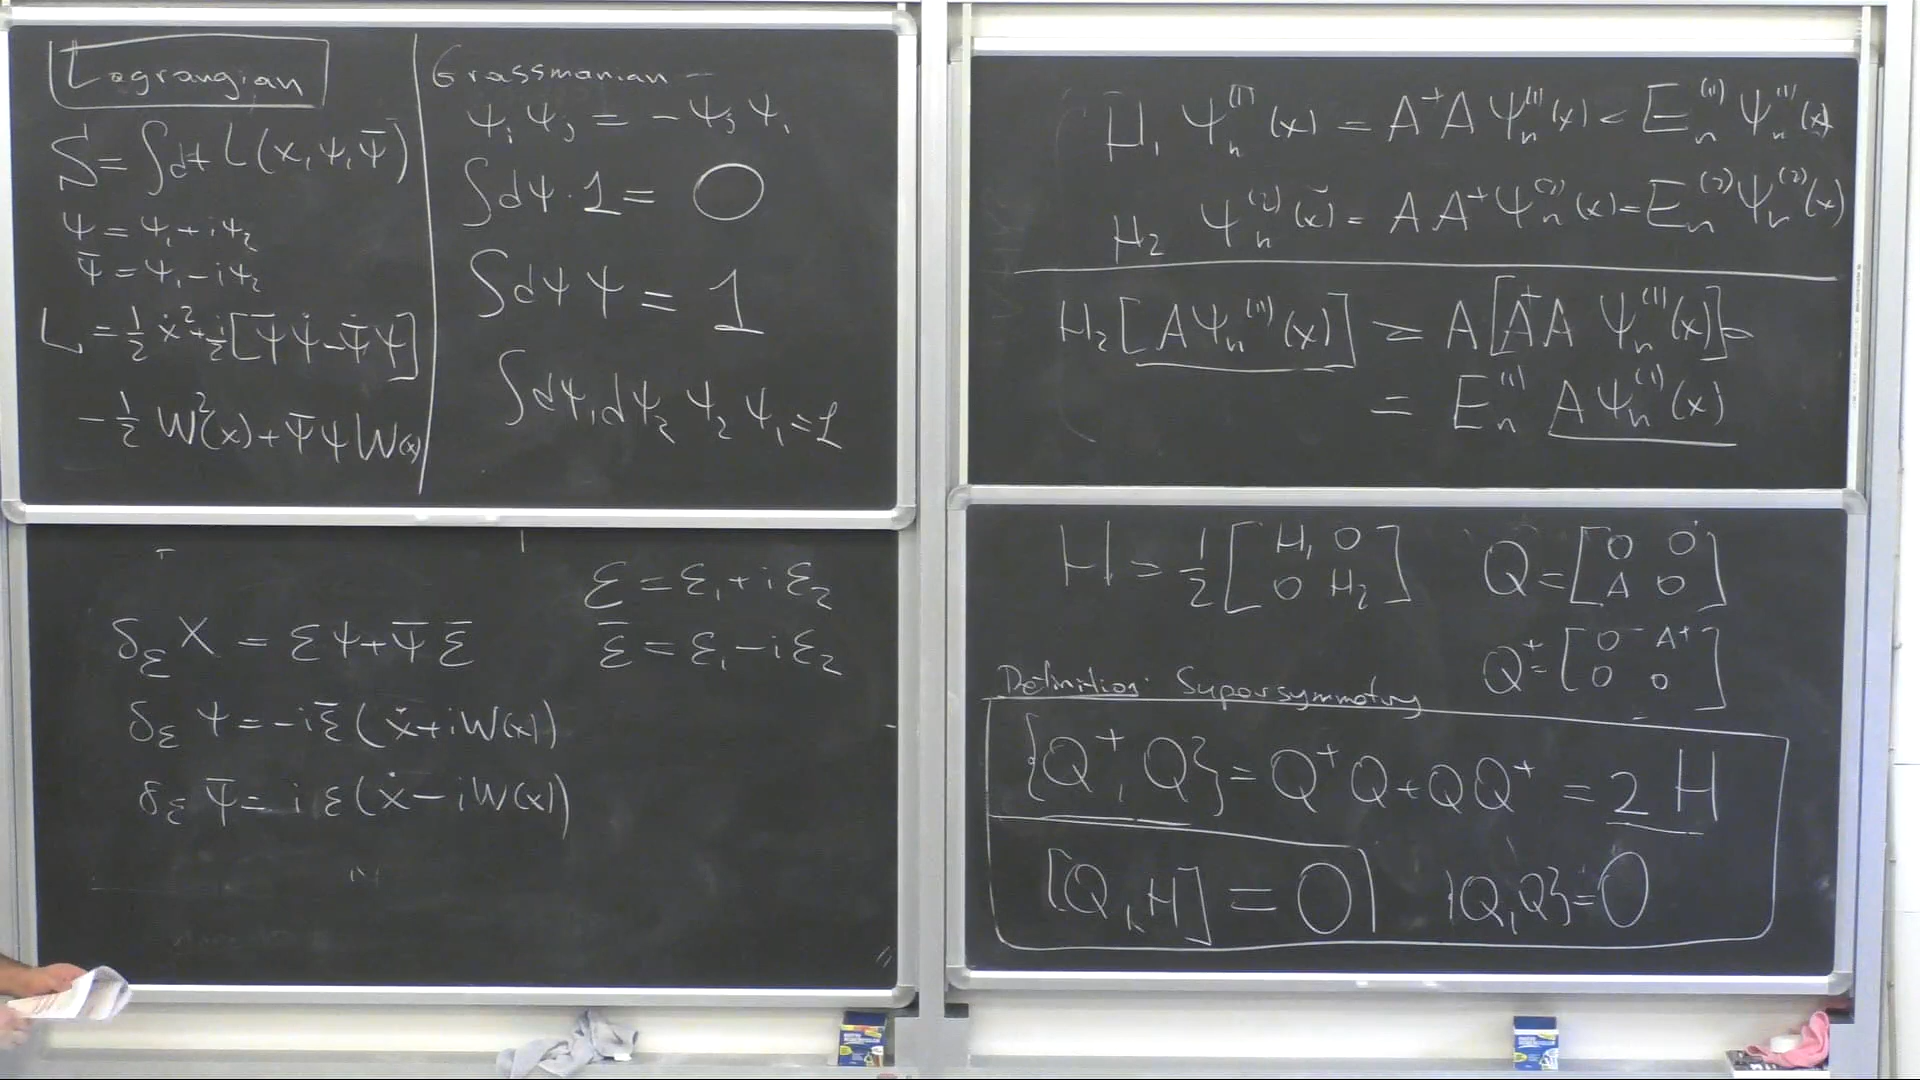 Lagrangian
S = ∫dt L(x, ψ, ψ̄)
ψ = ψ₁ + iψ₂
ψ̄ = ψ₁ - iψ₂
L = 1/2 ẋ² + i/2 [ψ̄ψ̇ - ψ̄̇ψ]
- 1/2 W²(x) + ψ̄ψW(x)
Grassmanian -
ψᵢψⱼ = -ψⱼψᵢ
∫dψ·1 = 0
∫dψ ψ = 1
∫dψ₁dψ₂ ψ₂ψ₁ = 1
ε = ε₁ + iε₂
ε̄ = ε₁ - iε₂
δ_ε x = εψ + ψ̄ε̄
δ_ε ψ = -iε̄(ẋ + iW(x))
δ_ε ψ̄ = iε(ẋ - iW(x))
H₁ ψₙ⁽¹⁾(x) = A⁺A ψₙ⁽¹⁾(x) = Eₙ⁽¹⁾ ψₙ⁽¹⁾(x)
H₂ ψₙ⁽²⁾(x) = AA⁺ψₙ⁽²⁾(x) = Eₙ⁽²⁾ψₙ⁽²⁾(x)
H₂[Aψₙ⁽¹⁾(x)] = A[A⁺A ψₙ⁽¹⁾(x)] =
= Eₙ⁽¹⁾ Aψₙ⁽¹⁾(x)
H = 1/2 [H₁ 0; 0 H₂] Q = [0 0; A 0]
Q⁺ = [0 A⁺; 0 0]
Definition: Supersymmetry
{Q⁺, Q} = Q⁺Q + QQ⁺ = 2H
[Q, H] = 0 {Q, Q} = 0